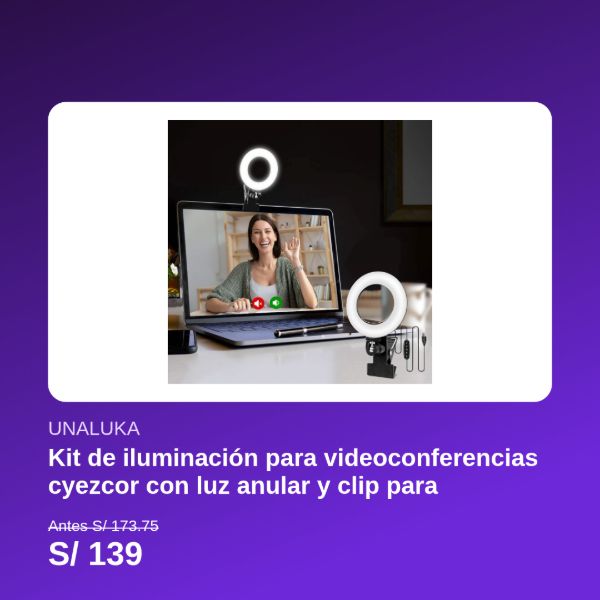 UNALUKA
Kit de iluminación para videoconferencias
cyezcor con luz anular y clip para
Antes S/ 173.75
S/ 139